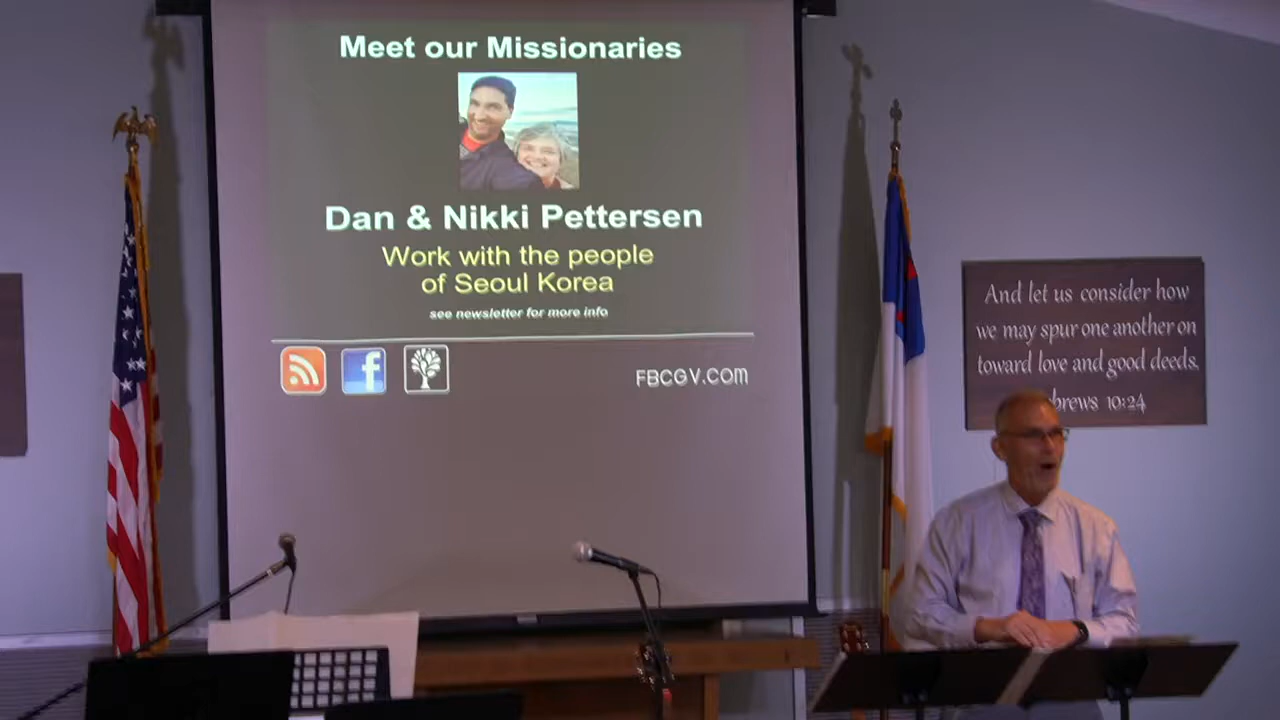 Meet our Missionaries
Dan & Nikki Pettersen
Work with the people
of Seoul Korea
see newsletter for more info
f
FBCGV.COM
And let us consider how
we may spur one another on
toward love and good deeds.
brews 10:24